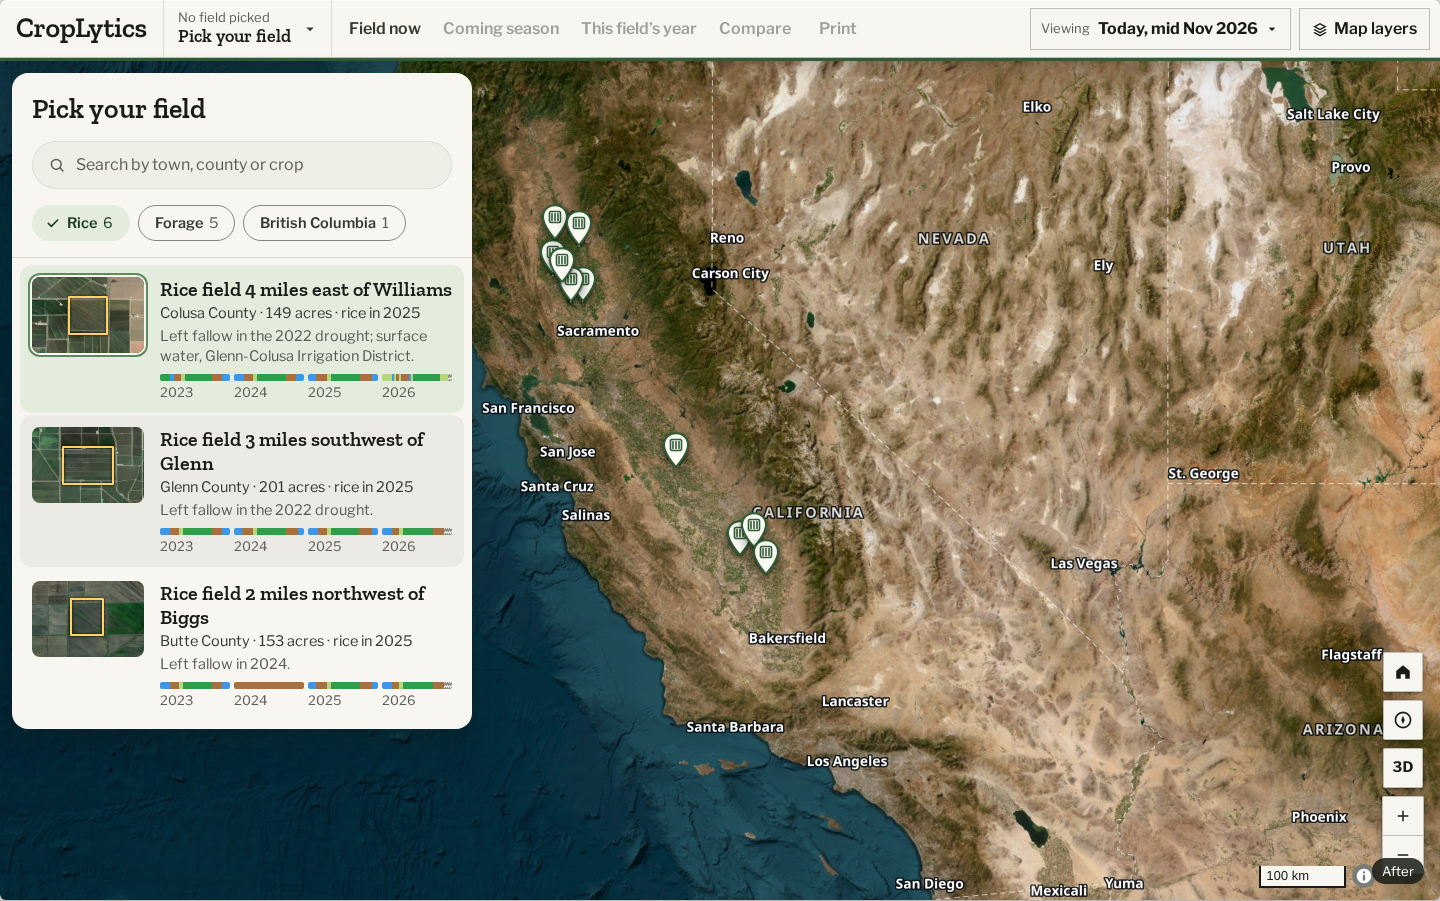 CropLytics
No field picked
Pick your field
Field now
Coming season
This field's year
Compare
Print
Viewing Today, mid Nov 2026
Map layers
Pick your field
Search by town, county or crop
Rice 6
Forage 5
British Columbia 1
Rice field 4 miles east of Williams
Colusa County · 149 acres · rice in 2025
Left fallow in the 2022 drought; surface
water, Glenn-Colusa Irrigation District.
2023 2024 2025 2026
Rice field 3 miles southwest of
Glenn
Glenn County · 201 acres · rice in 2025
Left fallow in the 2022 drought.
2023 2024 2025 2026
Rice field 2 miles northwest of
Biggs
Butte County · 153 acres · rice in 2025
Left fallow in 2024.
2023 2024 2025 2026
Elko
Salt Lake City
Provo
Reno
NEVADA
UTAH
Ely
Carson City
Sacramento
San Francisco
San Jose
St. George
Santa Cruz
Salinas
CALIFORNIA
Las Vegas
Bakersfield
Flagstaff
Lancaster
Santa Barbara
ARIZONA
Los Angeles
3D
Phoenix
+
−
After
100 km
San Diego
Mexicali
Yuma